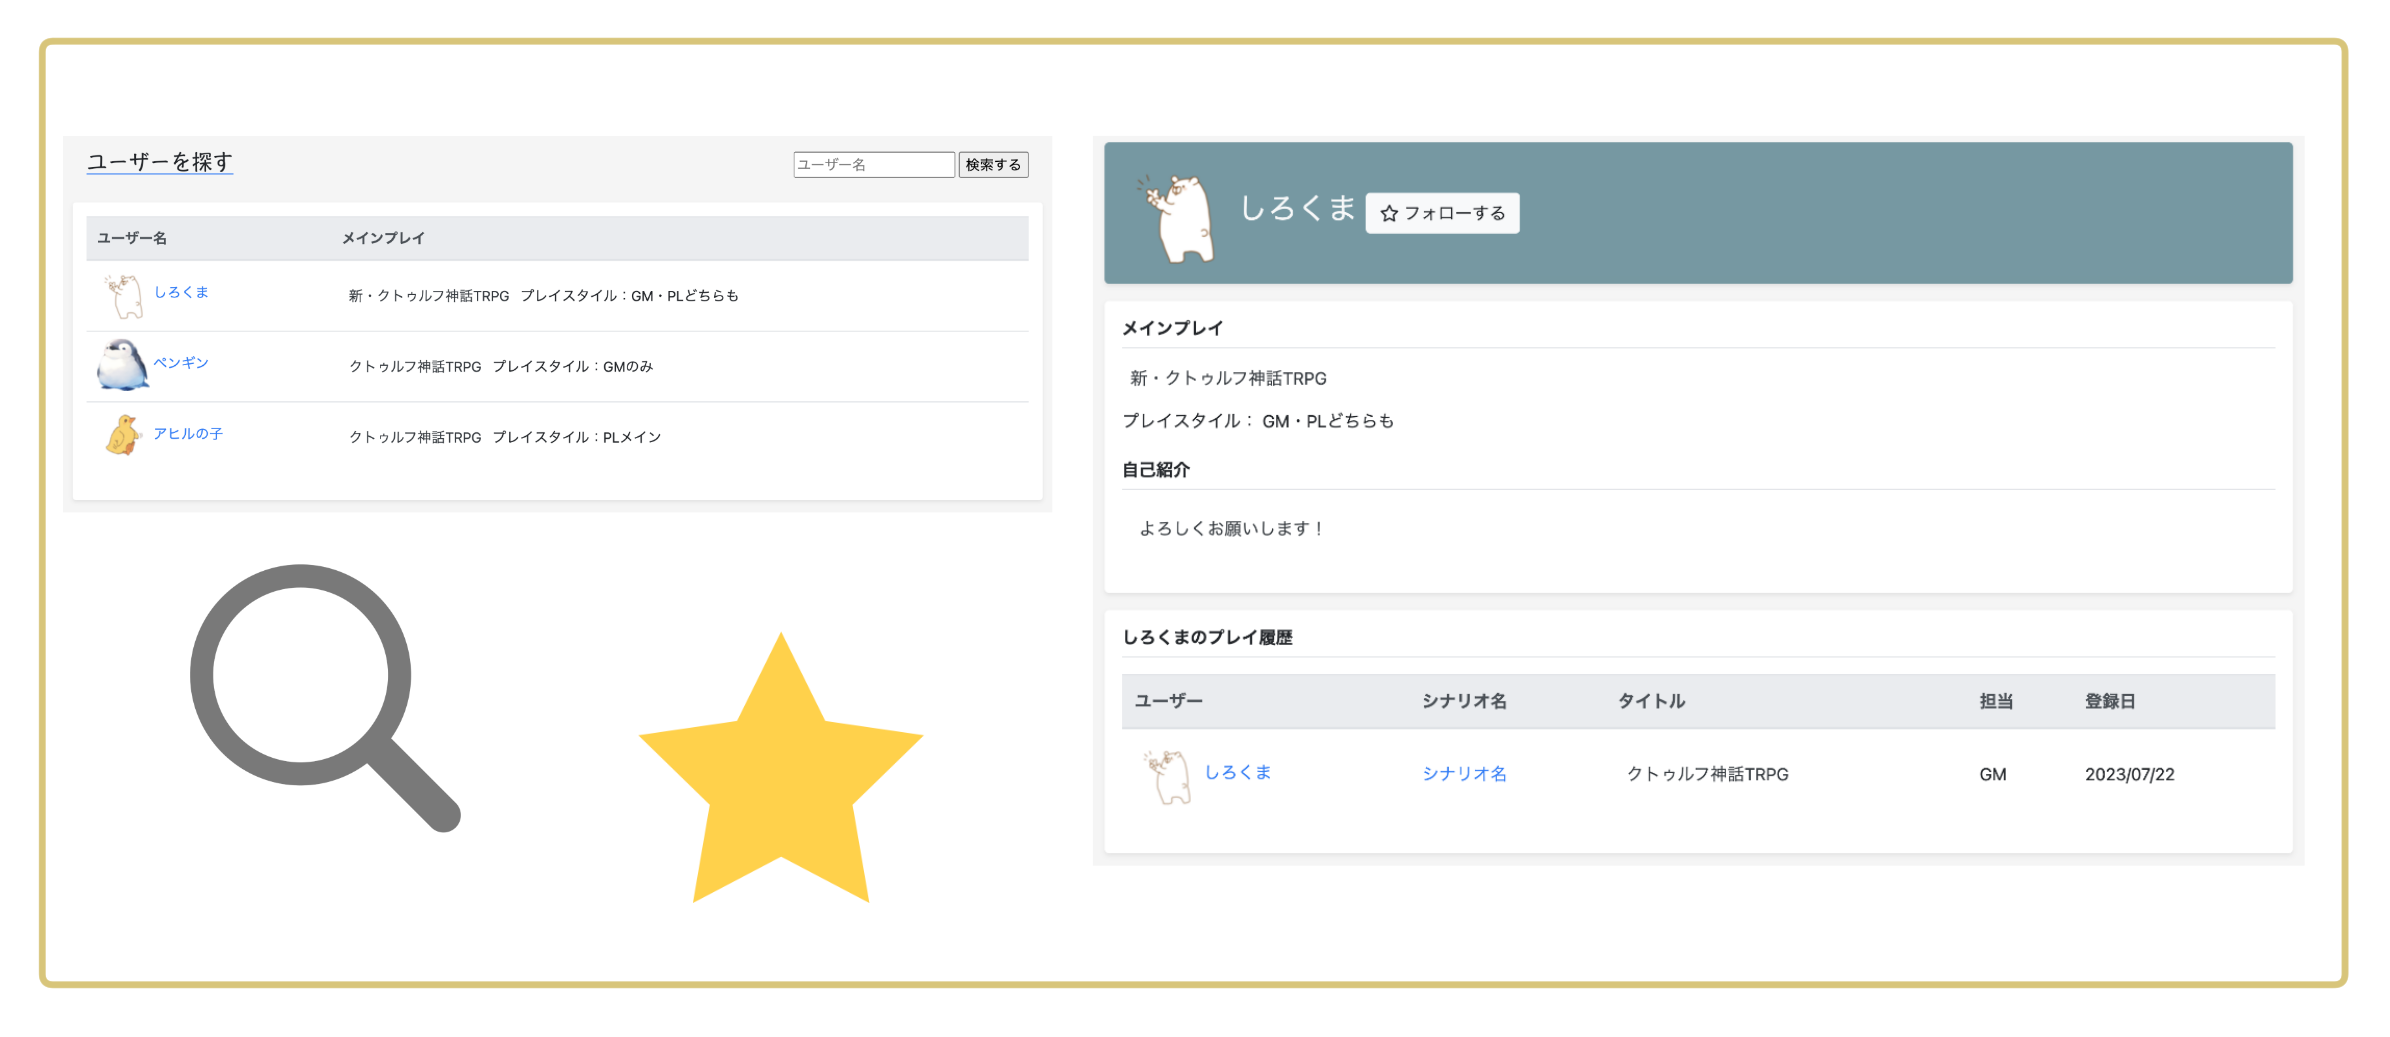 ユーザーを探す
ユーザー名 検索する
ユーザー名 メインプレイ
しろくま 新・クトゥルフ神話TRPG プレイスタイル：GM・PLどちらも
ペンギン クトゥルフ神話TRPG プレイスタイル：GMのみ
アヒルの子 クトゥルフ神話TRPG プレイスタイル：PLメイン
しろくま フォローする
メインプレイ
新・クトゥルフ神話TRPG
プレイスタイル： GM・PLどちらも
自己紹介
よろしくお願いします！
しろくまのプレイ履歴
ユーザー シナリオ名 タイトル 担当 登録日
しろくま シナリオ名 クトゥルフ神話TRPG GM 2023/07/22